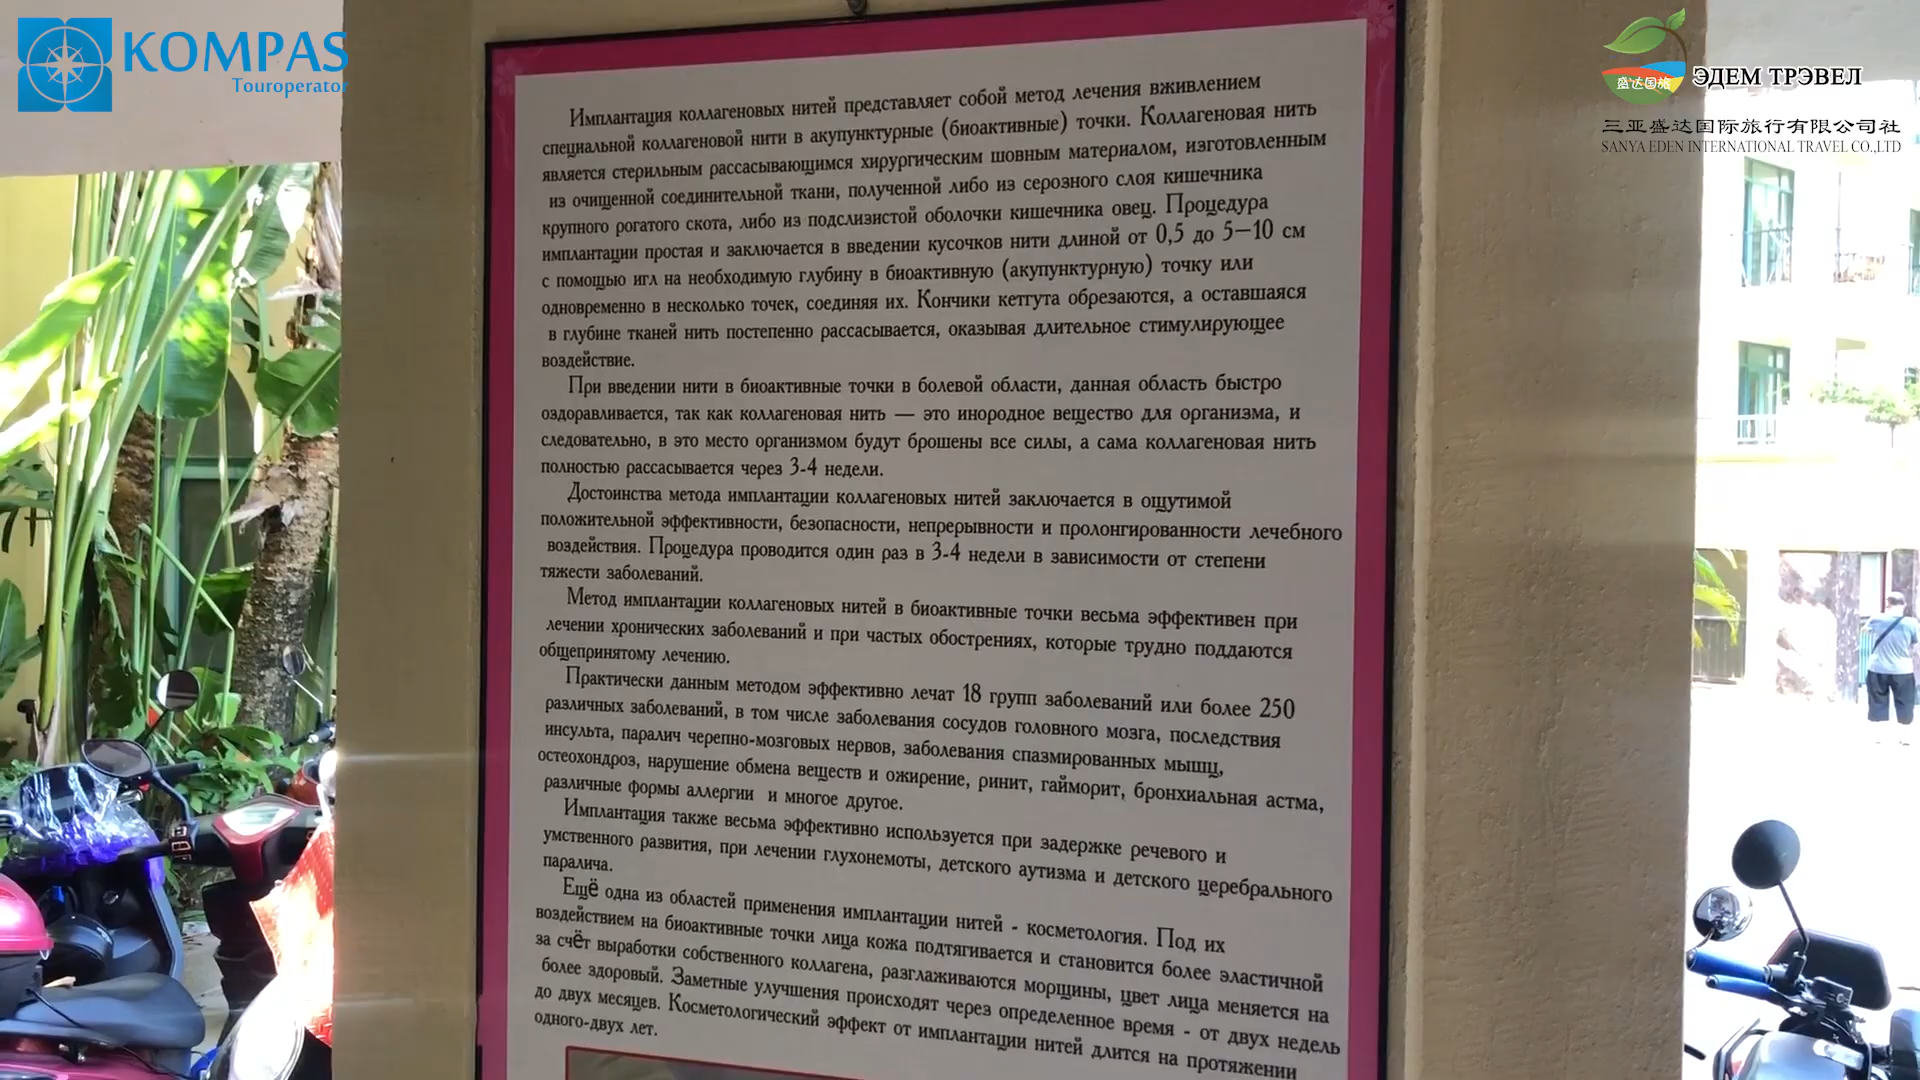 KOMPAS
Touroperator
ЭДЕМ ТРЭВЕЛ
盛达国旅
三亚盛达国际旅行有限公司社
SANYA EDEN INTERNATIONAL TRAVEL CO.,LTD
Имплантация коллагеновых нитей представляет собой метод лечения вживлением
специальной коллагеновой нити в акупунктурные (биоактивные) точки. Коллагеновая нить
является стерильным рассасывающимся хирургическим шовным материалом, изготовленным
из очищенной соединительной ткани, полученной либо из серозного слоя кишечника
крупного рогатого скота, либо из подслизистой оболочки кишечника овец. Процедура
имплантации простая и заключается в введении кусочков нити длиной от 0,5 до 5–10 см
с помощью игл на необходимую глубину в биоактивную (акупунктурную) точку или
одновременно в несколько точек, соединяя их. Кончики кетгута обрезаются, а оставшаяся
в глубине тканей нить постепенно рассасывается, оказывая длительное стимулирующее
воздействие.
При введении нити в биоактивные точки в болевой области, данная область быстро
оздоравливается, так как коллагеновая нить — это инородное вещество для организма, и
следовательно, в это место организмом будут брошены все силы, а сама коллагеновая нить
полностью рассасывается через 3-4 недели.
Достоинства метода имплантации коллагеновых нитей заключается в ощутимой
положительной эффективности, безопасности, непрерывности и пролонгированности лечебного
воздействия. Процедура проводится один раз в 3-4 недели в зависимости от степени
тяжести заболеваний.
Метод имплантации коллагеновых нитей в биоактивные точки весьма эффективен при
лечении хронических заболеваний и при частых обострениях, которые трудно поддаются
общепринятому лечению.
Практически данным методом эффективно лечат 18 групп заболеваний или более 250
различных заболеваний, в том числе заболевания сосудов головного мозга, последствия
инсульта, паралич черепно-мозговых нервов, заболевания спазмированных мышц,
остеохондроз, нарушение обмена веществ и ожирение, ринит, гайморит, бронхиальная астма,
различные формы аллергии и многое другое.
Имплантация также весьма эффективно используется при задержке речевого и
умственного развития, при лечении глухонемоты, детского аутизма и детского церебрального
паралича.
Ещё одна из областей применения имплантации нитей - косметология. Под их
воздействием на биоактивные точки лица кожа подтягивается и становится более эластичной
за счёт выработки собственного коллагена, разглаживаются морщины, цвет лица меняется на
более здоровый. Заметные улучшения происходят через определенное время - от двух недель
до двух месяцев. Косметологический эффект от имплантации нитей длится на протяжении
одного-двух лет.